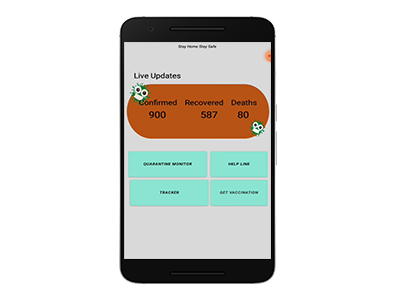 Stay Home Stay Safe
Live Updates
Confirmed Recovered Deaths
900 587 80
QUARANTINE MONITOR HELP LINE
TRACKER GET VACCINATION